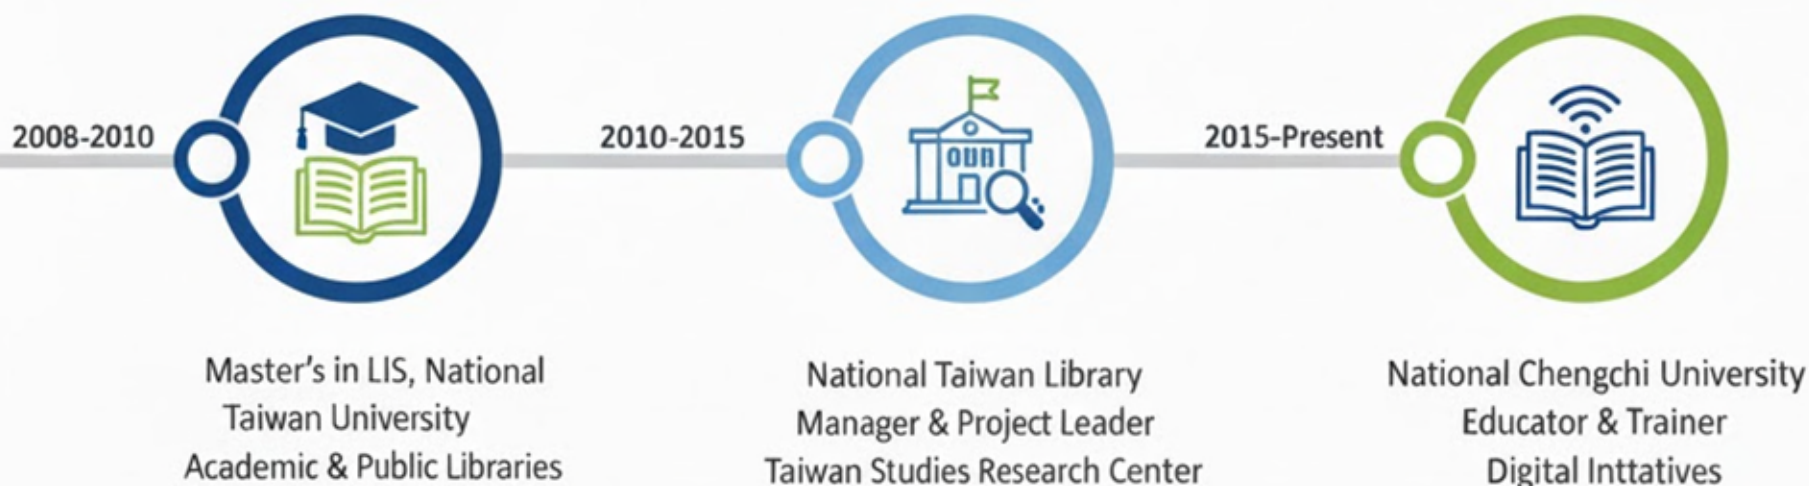 2008-2010
2010-2015
2015-Present
Master's in LIS, National
Taiwan University
Academic & Public Libraries
National Taiwan Library
Manager & Project Leader
Taiwan Studies Research Center
National Chengchi University
Educator & Trainer
Digital Inttatives